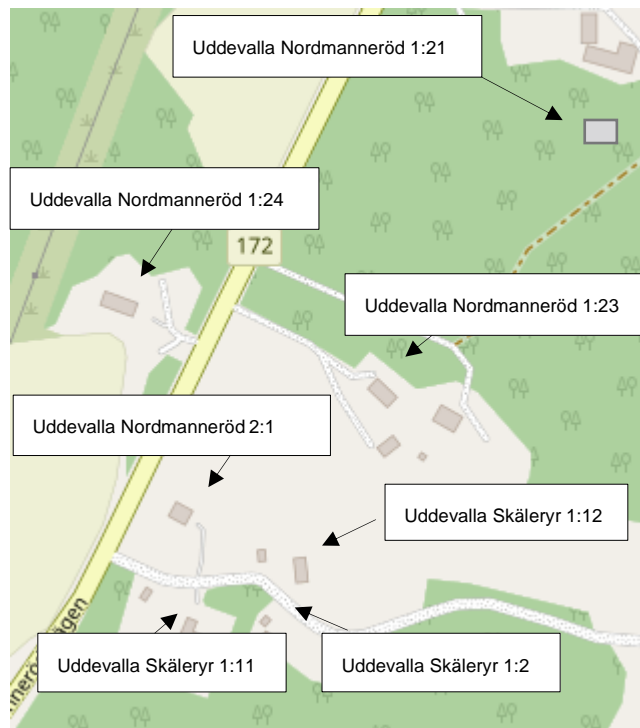 Uddevalla Nordmanneröd 1:21
Uddevalla Nordmanneröd 1:24
172
Uddevalla Nordmanneröd 1:23
Uddevalla Nordmanneröd 2:1
Uddevalla Skäleryr 1:12
Uddevalla Skäleryr 1:11
Uddevalla Skäleryr 1:2